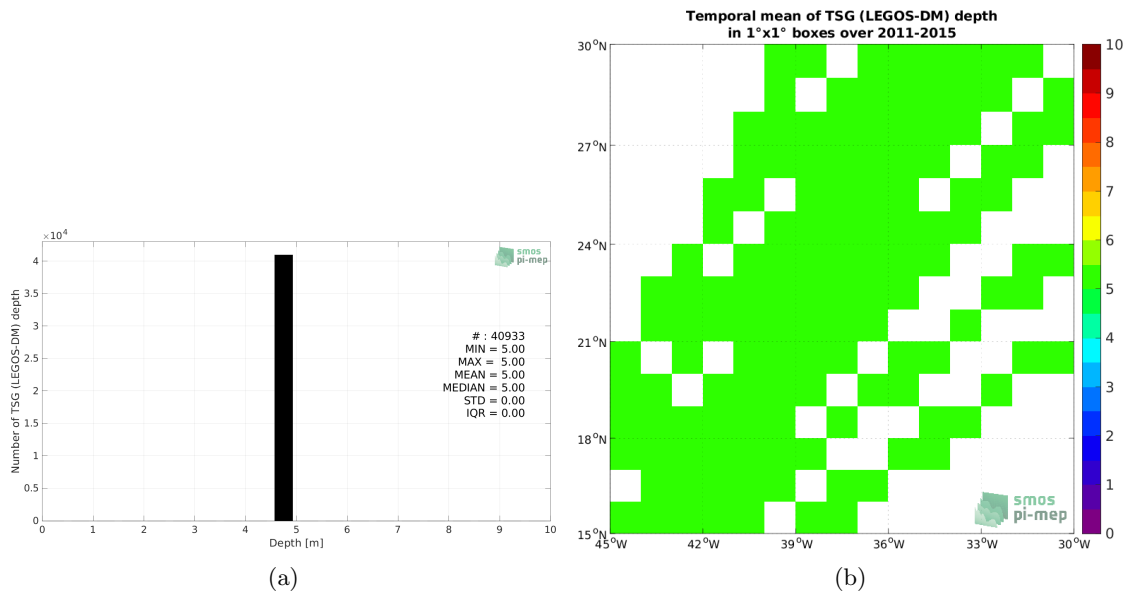 ×10⁴
4
3.5
3
2.5
2
1.5
1
0.5
0
Number of TSG (LEGOS-DM) depth
smos
pi-mep
# : 40933
MIN = 5.00
MAX = 5.00
MEAN = 5.00
MEDIAN = 5.00
STD = 0.00
IQR = 0.00
0 1 2 3 4 5 6 7 8 9 10
Depth [m]
(a)
Temporal mean of TSG (LEGOS-DM) depth
in 1°x1° boxes over 2011-2015
30°N
27°N
24°N
21°N
18°N
15°N
45°W 42°W 39°W 36°W 33°W 30°W
smos
pi-mep
10
9
8
7
6
5
4
3
2
1
0
(b)